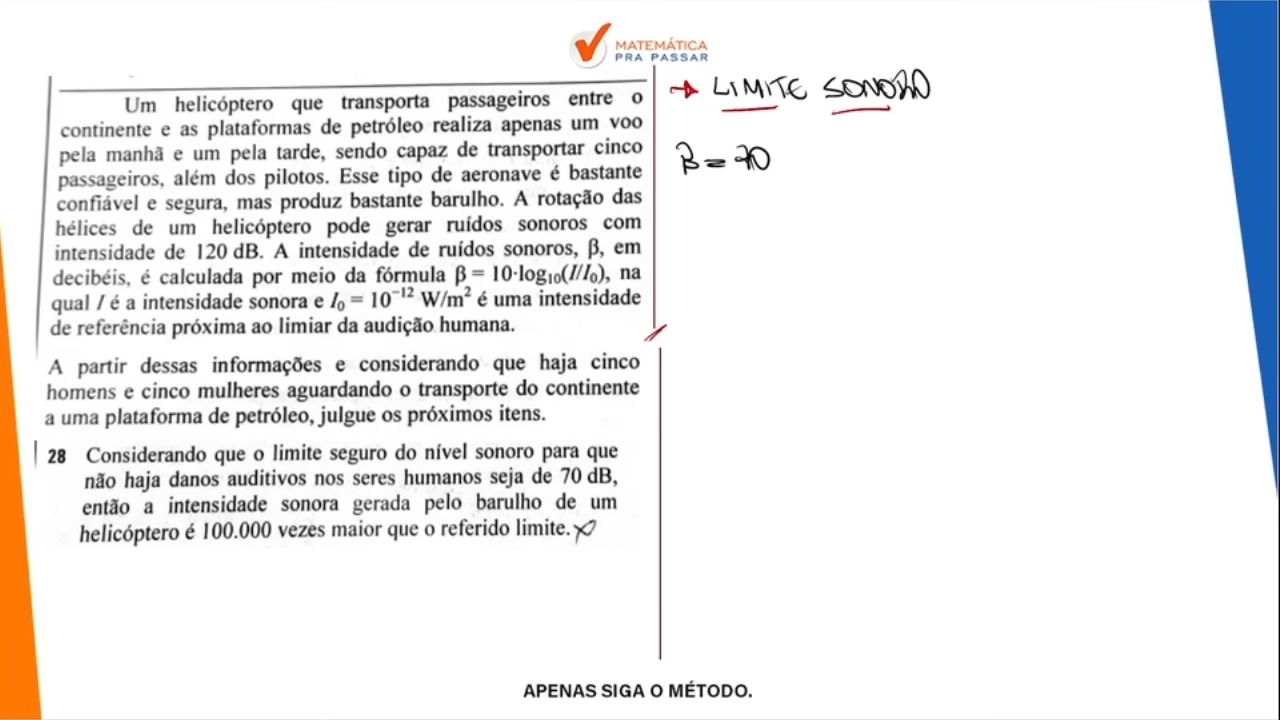 MATEMÁTICA
PRA PASSAR
Um helicóptero que transporta passageiros entre o
continente e as plataformas de petróleo realiza apenas um voo
pela manhã e um pela tarde, sendo capaz de transportar cinco
passageiros, além dos pilotos. Esse tipo de aeronave é bastante
confiável e segura, mas produz bastante barulho. A rotação das
hélices de um helicóptero pode gerar ruídos sonoros com
intensidade de 120 dB. A intensidade de ruídos sonoros, β, em
decibéis, é calculada por meio da fórmula β = 10·log₁₀(I/I₀), na
qual I é a intensidade sonora e I₀ = 10⁻¹² W/m² é uma intensidade
de referência próxima ao limiar da audição humana.
A partir dessas informações e considerando que haja cinco
homens e cinco mulheres aguardando o transporte do continente
a uma plataforma de petróleo, julgue os próximos itens.
28 Considerando que o limite seguro do nível sonoro para que
não haja danos auditivos nos seres humanos seja de 70 dB,
então a intensidade sonora gerada pelo barulho de um
helicóptero é 100.000 vezes maior que o referido limite.
→ LIMITE SONORO
β = 70
APENAS SIGA O MÉTODO.